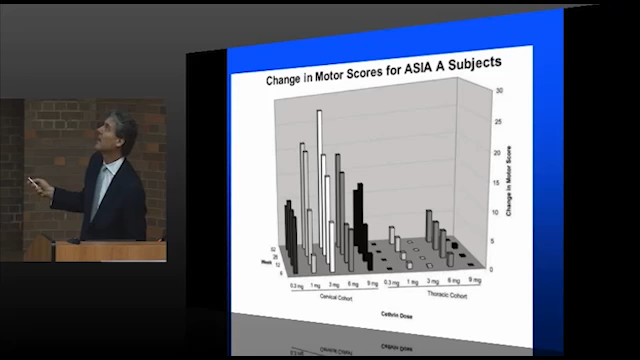 Change in Motor Scores for ASIA A Subjects
30
25
20
15
10
5
0
Change in Motor Score
52
26
12
6
Week
0.3 mg 1 mg 3 mg 6 mg 9 mg 0.3 mg 1 mg 3 mg 6 mg 9 mg
Cervical Cohort Thoracic Cohort
Cethrin Dose